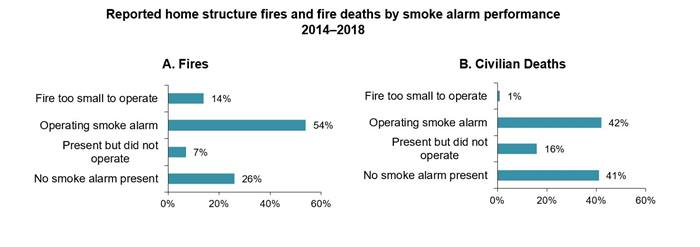 Reported home structure fires and fire deaths by smoke alarm performance
2014–2018
A. Fires
Fire too small to operate 14%
Operating smoke alarm 54%
Present but did not
operate 7%
No smoke alarm present 26%
0% 20% 40% 60%
B. Civilian Deaths
Fire too small to operate 1%
Operating smoke alarm 42%
Present but did not
operate 16%
No smoke alarm present 41%
0% 20% 40% 60%